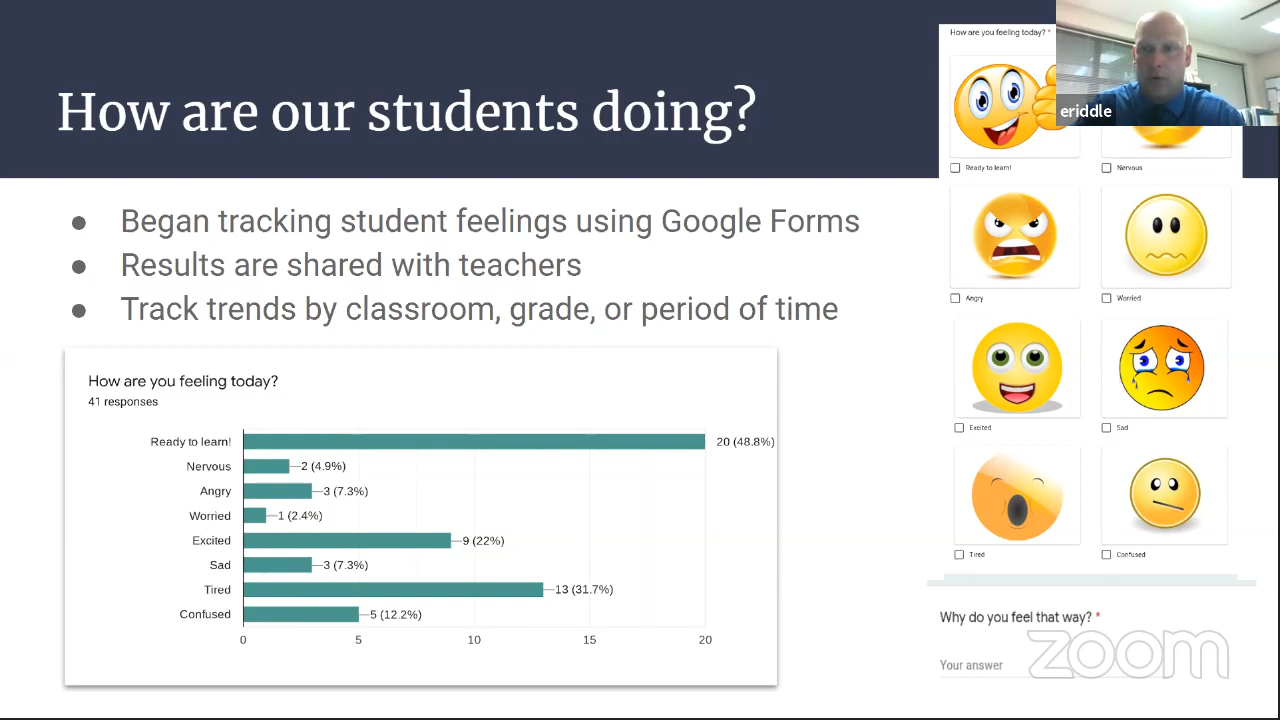 How are our students doing?
● Began tracking student feelings using Google Forms
● Results are shared with teachers
● Track trends by classroom, grade, or period of time
How are you feeling today?
41 responses
Ready to learn! 20 (48.8%)
Nervous 2 (4.9%)
Angry 3 (7.3%)
Worried 1 (2.4%)
Excited 9 (22%)
Sad 3 (7.3%)
Tired 13 (31.7%)
Confused 5 (12.2%)
0 5 10 15 20
How are you feeling today? *
eriddle
Ready to learn! Nervous
Angry Worried
Excited Sad
Tired Confused
Why do you feel that way? *
Your answer
zoom